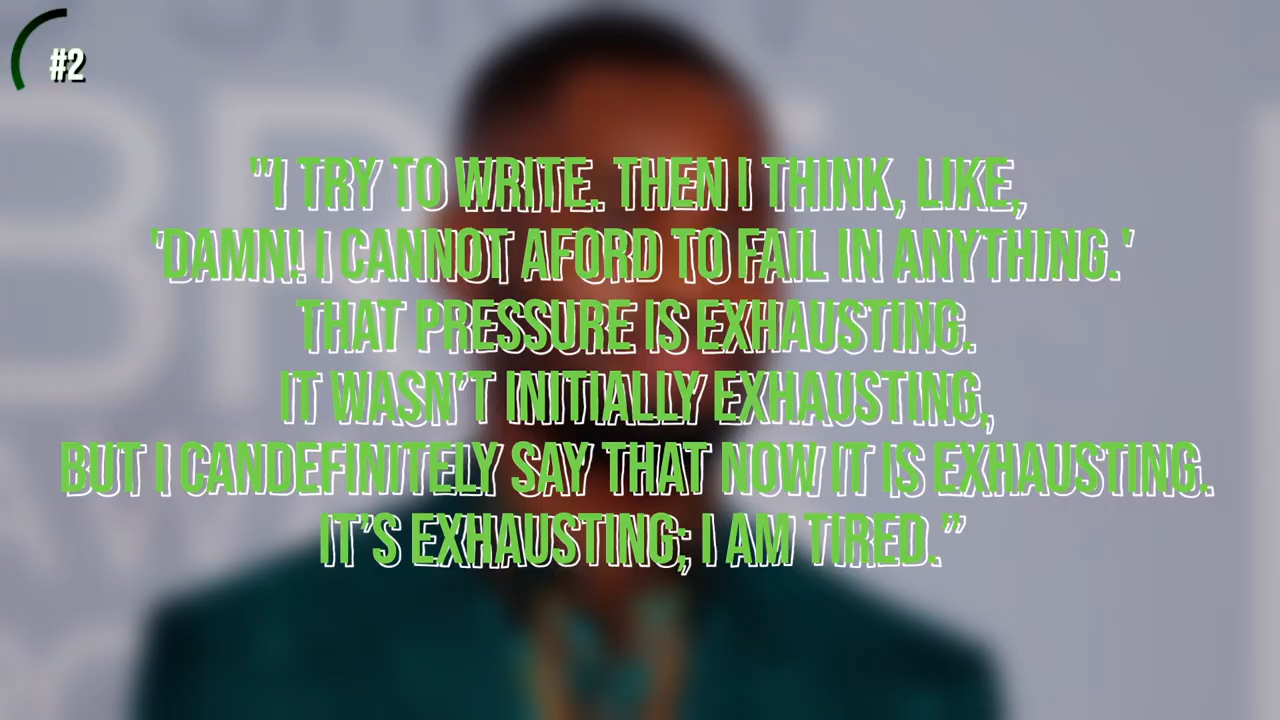 #2
"I TRY TO WRITE. THEN I THINK, LIKE,
'DAMN! I CANNOT AFORD TO FAIL IN ANYTHING.'
THAT PRESSURE IS EXHAUSTING.
IT WASN’T INITIALLY EXHAUSTING,
BUT I CANDEFINITELY SAY THAT NOW IT IS EXHAUSTING.
IT’S EXHAUSTING; I AM TIRED.”